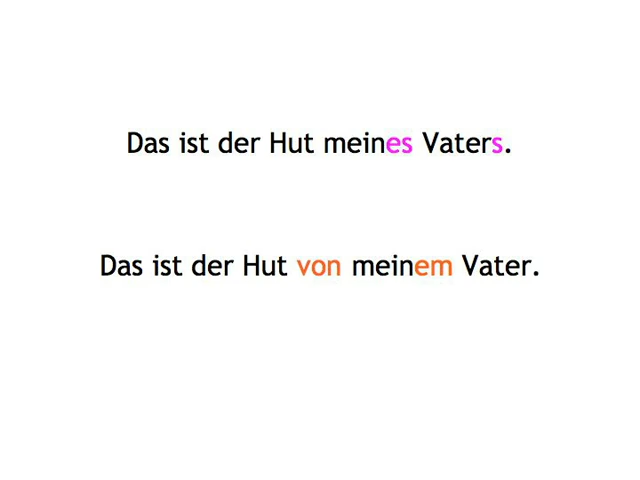 Das ist der Hut meines Vaters.
Das ist der Hut von meinem Vater.